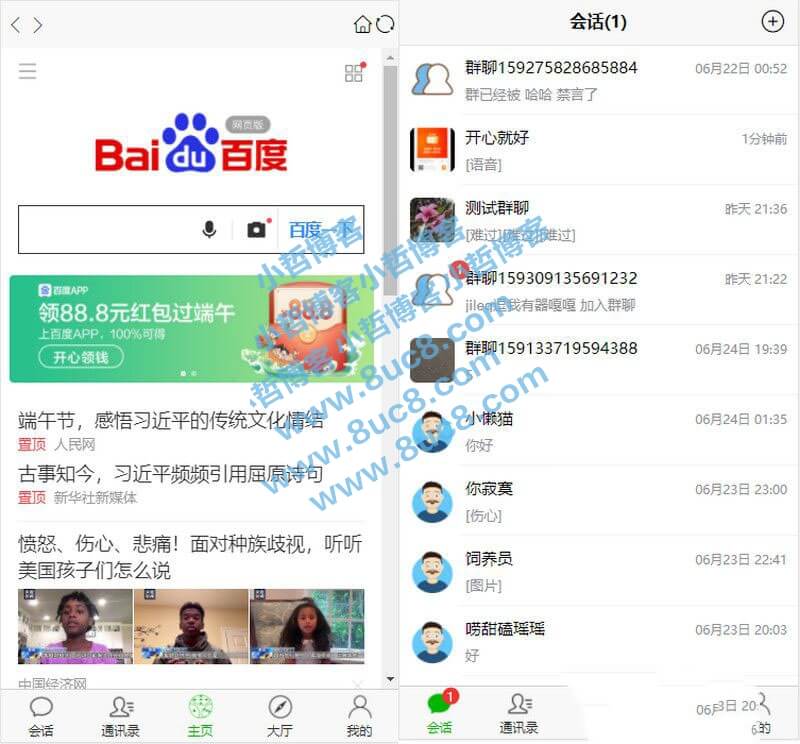 网页版
Bai du 百度
百度一下
百度APP
领88.8元红包过端午
上百度APP，100%可得
开心领钱
88.8
端午节，感悟习近平的传统文化情结
置顶 人民网
古事知今，习近平频频引用屈原诗句
置顶 新华社新媒体
愤怒、伤心、悲痛！面对种族歧视，听听
美国孩子们怎么说
中国经济网
会话
通讯录
主页
大厅
我的
会话(1)
群聊159275828685884
06月22日 00:52
群已经被 哈哈 禁言了
开心就好
1分钟前
[语音]
测试群聊
昨天 21:36
[难过][难过][难过]
群聊159309135691232
昨天 21:22
加入群聊
群聊159133719594388
06月24日 19:39
小懒猫
06月24日 01:35
你好
你寂寞
06月23日 23:00
[伤心]
饲养员
06月23日 22:41
[图片]
唠甜磕瑶瑶
06月23日 20:03
好
1
会话
通讯录
小哲博客小哲博客
小哲博客小哲博客
哲博客小哲博客
www.8uc8.com
www.8uc8.com
www.8uc8.com